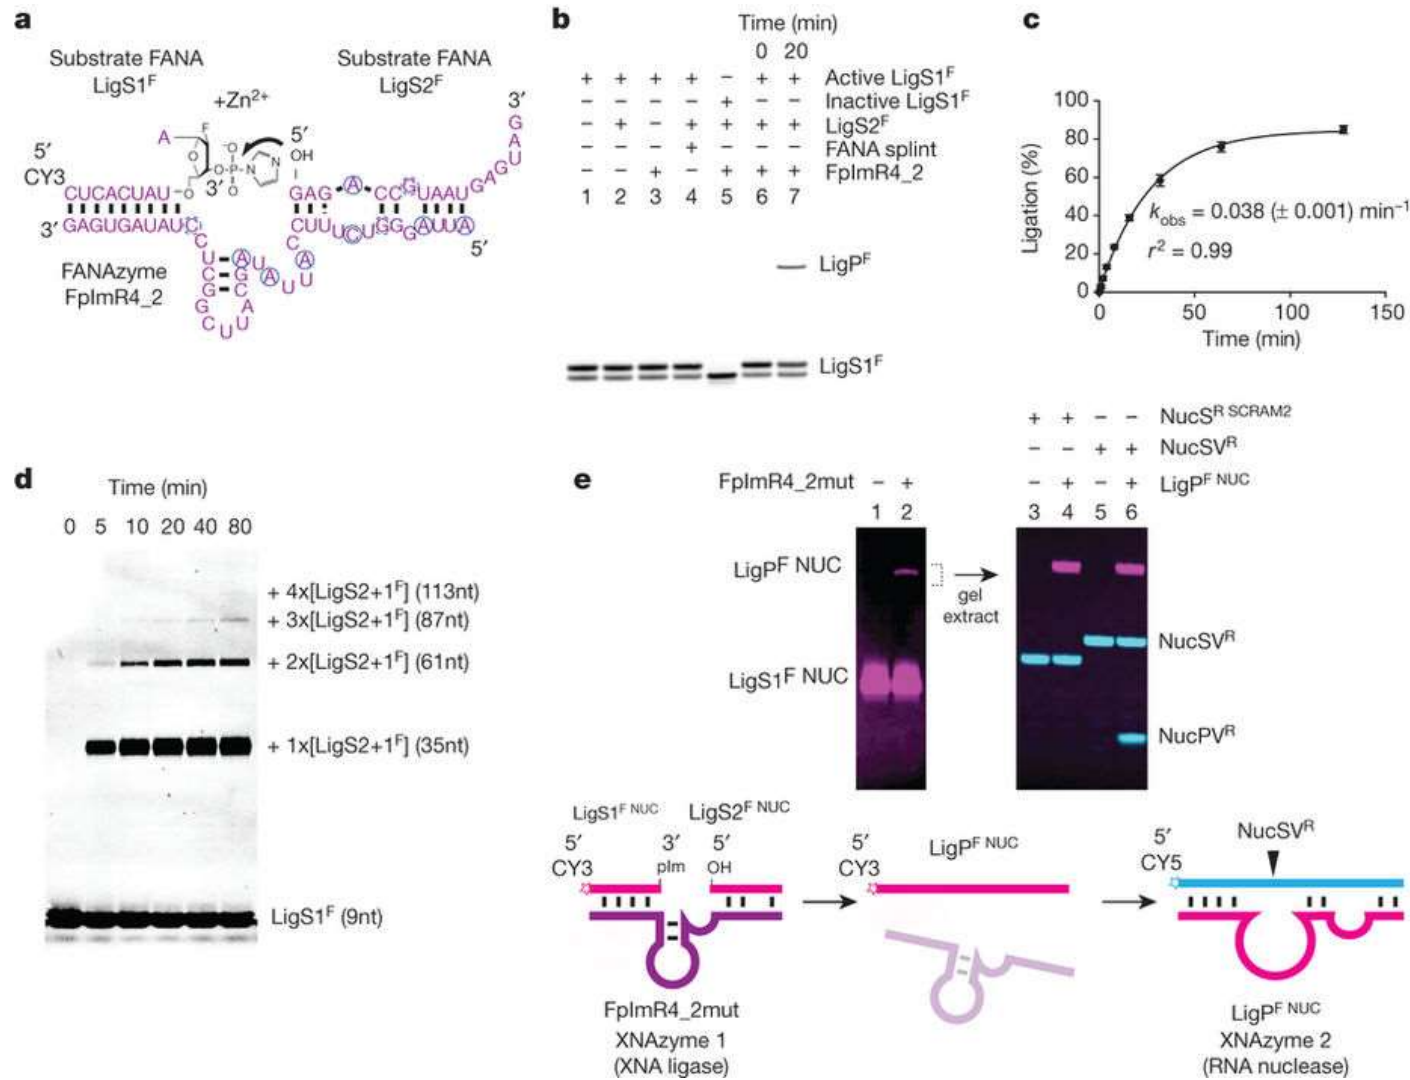 a
Substrate FANA
LigS1F
Substrate FANA
LigS2F
+Zn2+
A
F
O
O
3′
O
P
O−
O
N
N
5′
OH
3′
5′
CY3
CUCACUAU
GAG A CCGUAAUGAGUAG
3′ GAGUGAUAUC
CUCGGCUUACGAUAUUAACUUUCUGGGAUUA 5′
FANAzyme
FpImR4_2
b
Time (min)
0 20
+ + + + – + + Active LigS1F
– – – – + – – Inactive LigS1F
– + – + + + + LigS2F
– – – + – – – FANA splint
– – + – + + + FpImR4_2
1 2 3 4 5 6 7
LigPF
LigS1F
c
Ligation (%)
100
80
60
40
20
0
kobs = 0.038 (± 0.001) min−1
r2 = 0.99
0 50 100 150
Time (min)
d
Time (min)
0 5 10 20 40 80
+ 4x[LigS2+1F] (113nt)
+ 3x[LigS2+1F] (87nt)
+ 2x[LigS2+1F] (61nt)
+ 1x[LigS2+1F] (35nt)
LigS1F (9nt)
e
+ + – – NucSR SCRAM2
– – + + NucSVR
– + – + LigPF NUC
FpImR4_2mut – +
1 2
3 4 5 6
LigPF NUC
gel
extract
LigS1F NUC
NucSVR
NucPVR
LigS1F NUC
LigS2F NUC
5′
CY3
3′
pIm
5′
OH
FpImR4_2mut
XNAzyme 1
(XNA ligase)
5′
CY3
LigPF NUC
5′
CY5
NucSVR
LigPF NUC
XNAzyme 2
(RNA nuclease)